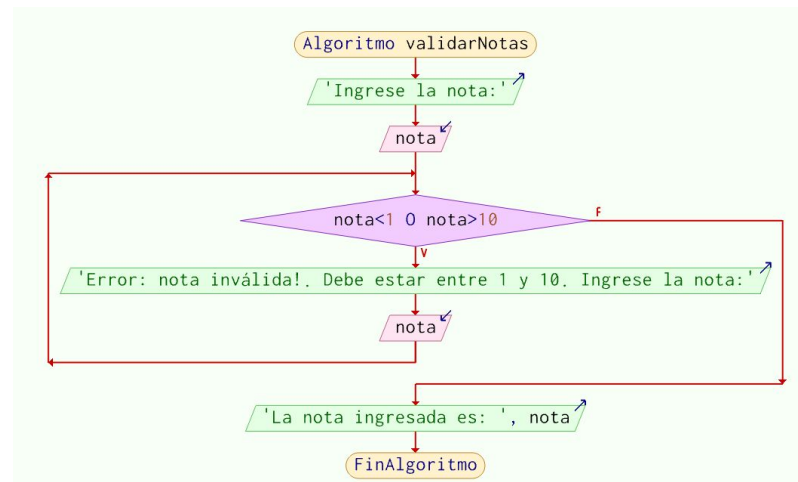 Algoritmo validarNotas
'Ingrese la nota:'
nota
nota<1 O nota>10
F
V
'Error: nota inválida!. Debe estar entre 1 y 10. Ingrese la nota:'
nota
'La nota ingresada es: ', nota
FinAlgoritmo